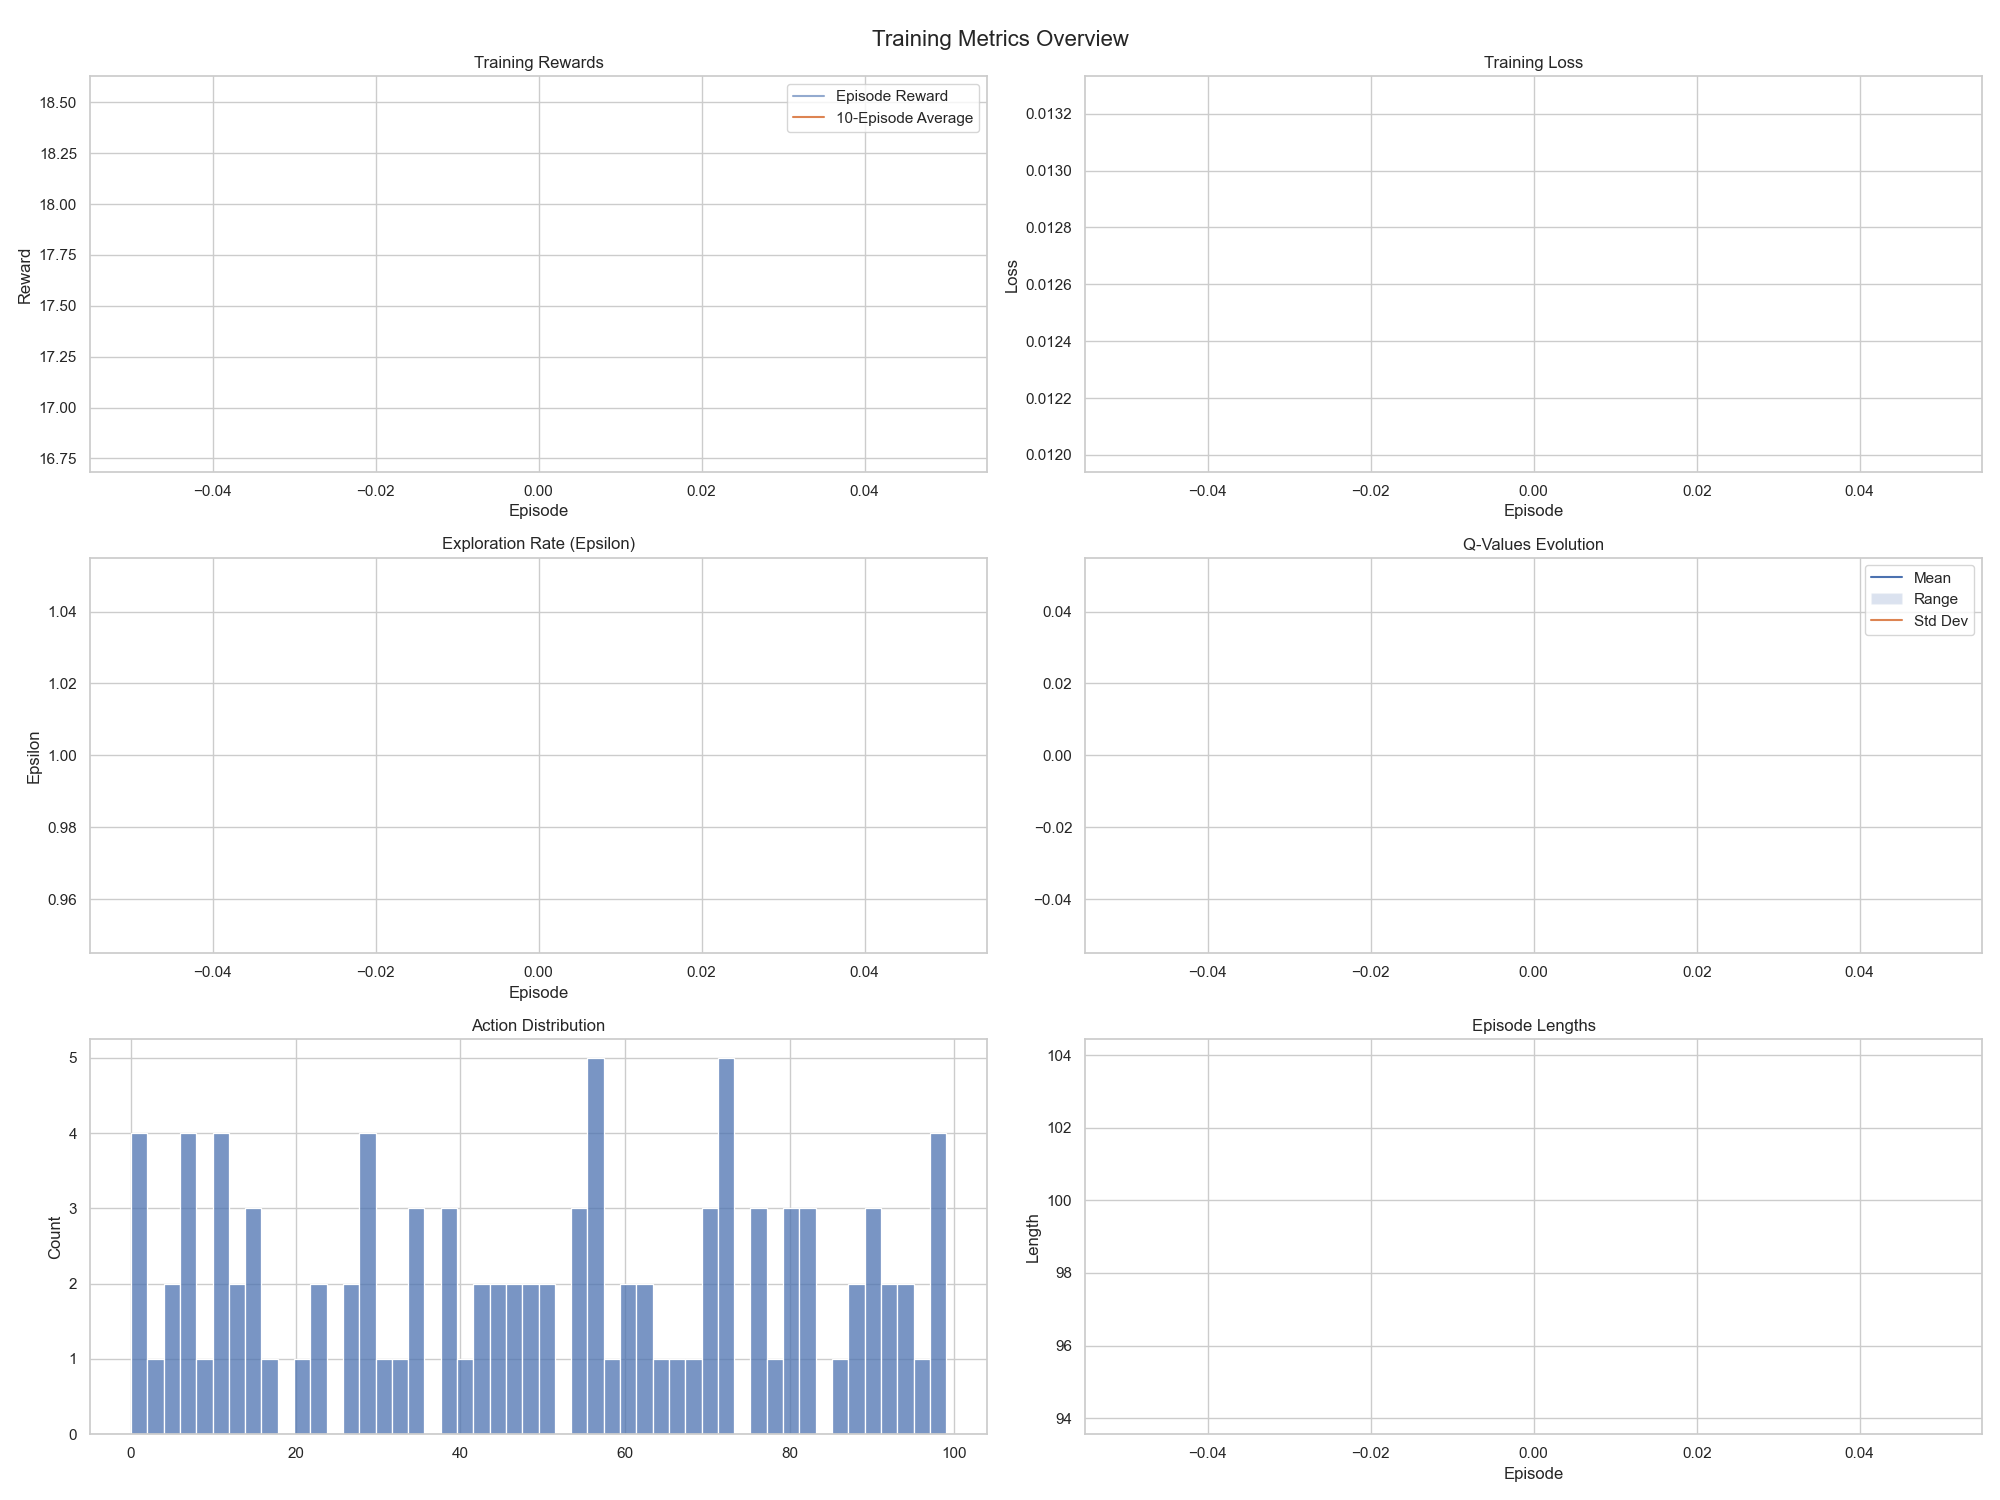 Training Metrics Overview
Training Rewards
Reward
18.50
18.25
18.00
17.75
17.50
17.25
17.00
16.75
Episode Reward
10-Episode Average
−0.04 −0.02 0.00 0.02 0.04
Episode
Training Loss
Loss
0.0132
0.0130
0.0128
0.0126
0.0124
0.0122
0.0120
−0.04 −0.02 0.00 0.02 0.04
Episode
Exploration Rate (Epsilon)
Epsilon
1.04
1.02
1.00
0.98
0.96
−0.04 −0.02 0.00 0.02 0.04
Episode
Q-Values Evolution
0.04
0.02
0.00
−0.02
−0.04
Mean
Range
Std Dev
−0.04 −0.02 0.00 0.02 0.04
Action Distribution
Count
5
4
3
2
1
0
0 20 40 60 80 100
Episode Lengths
Length
104
102
100
98
96
94
−0.04 −0.02 0.00 0.02 0.04
Episode